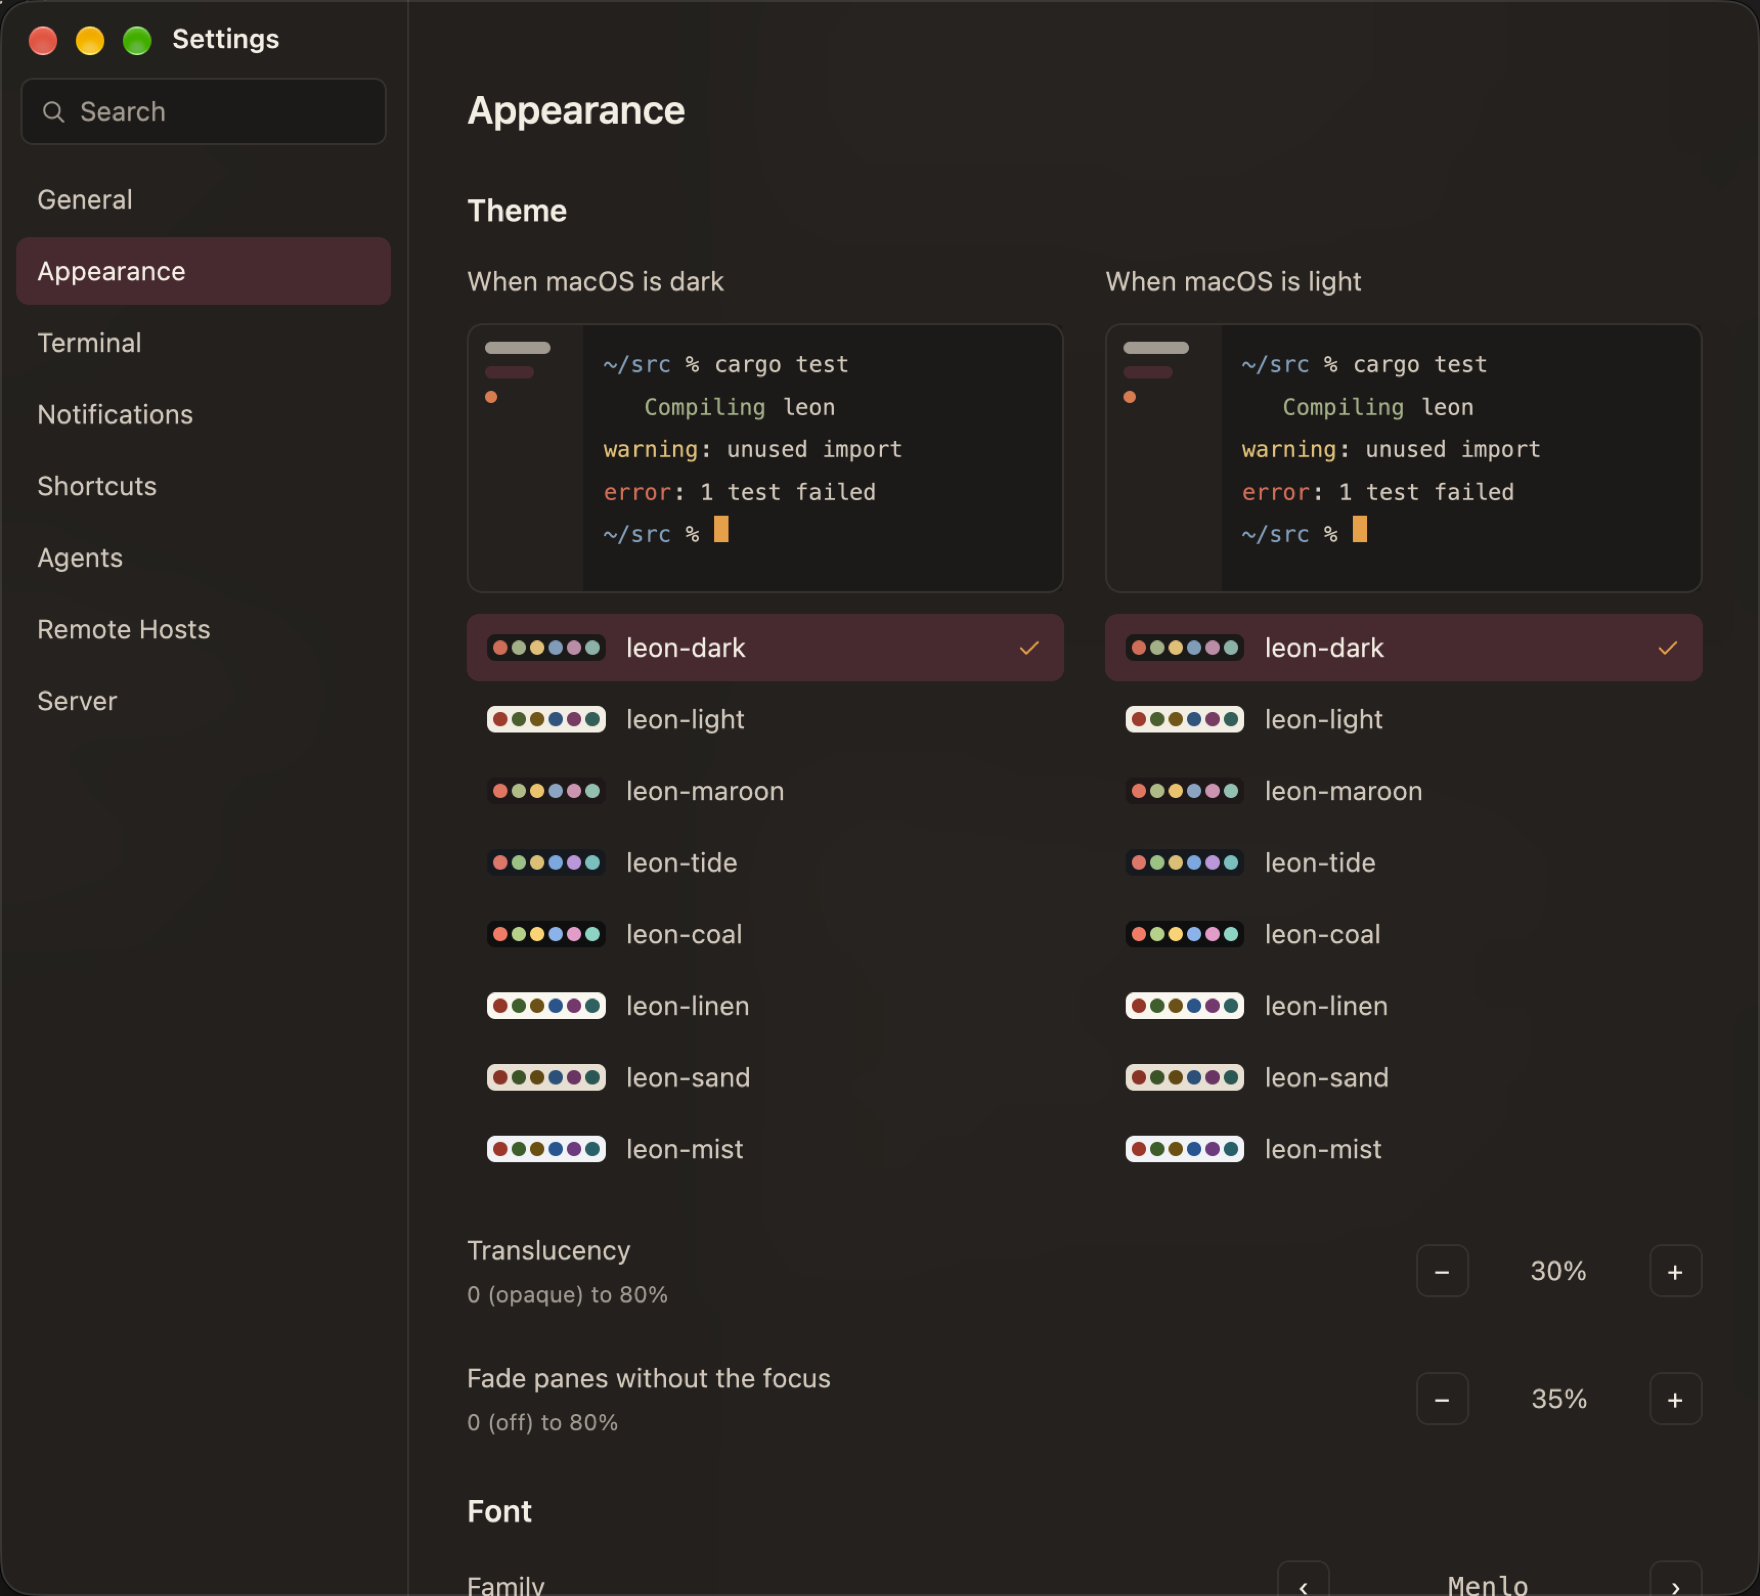 Settings
Search
General
Appearance
Terminal
Notifications
Shortcuts
Agents
Remote Hosts
Server
Appearance
Theme
When macOS is dark
~/src % cargo test
Compiling leon
warning: unused import
error: 1 test failed
~/src %
leon-dark
leon-light
leon-maroon
leon-tide
leon-coal
leon-linen
leon-sand
leon-mist
When macOS is light
~/src % cargo test
Compiling leon
warning: unused import
error: 1 test failed
~/src %
leon-dark
leon-light
leon-maroon
leon-tide
leon-coal
leon-linen
leon-sand
leon-mist
Translucency
0 (opaque) to 80%
− 30% +
Fade panes without the focus
0 (off) to 80%
− 35% +
Font
Family
‹ Menlo ›